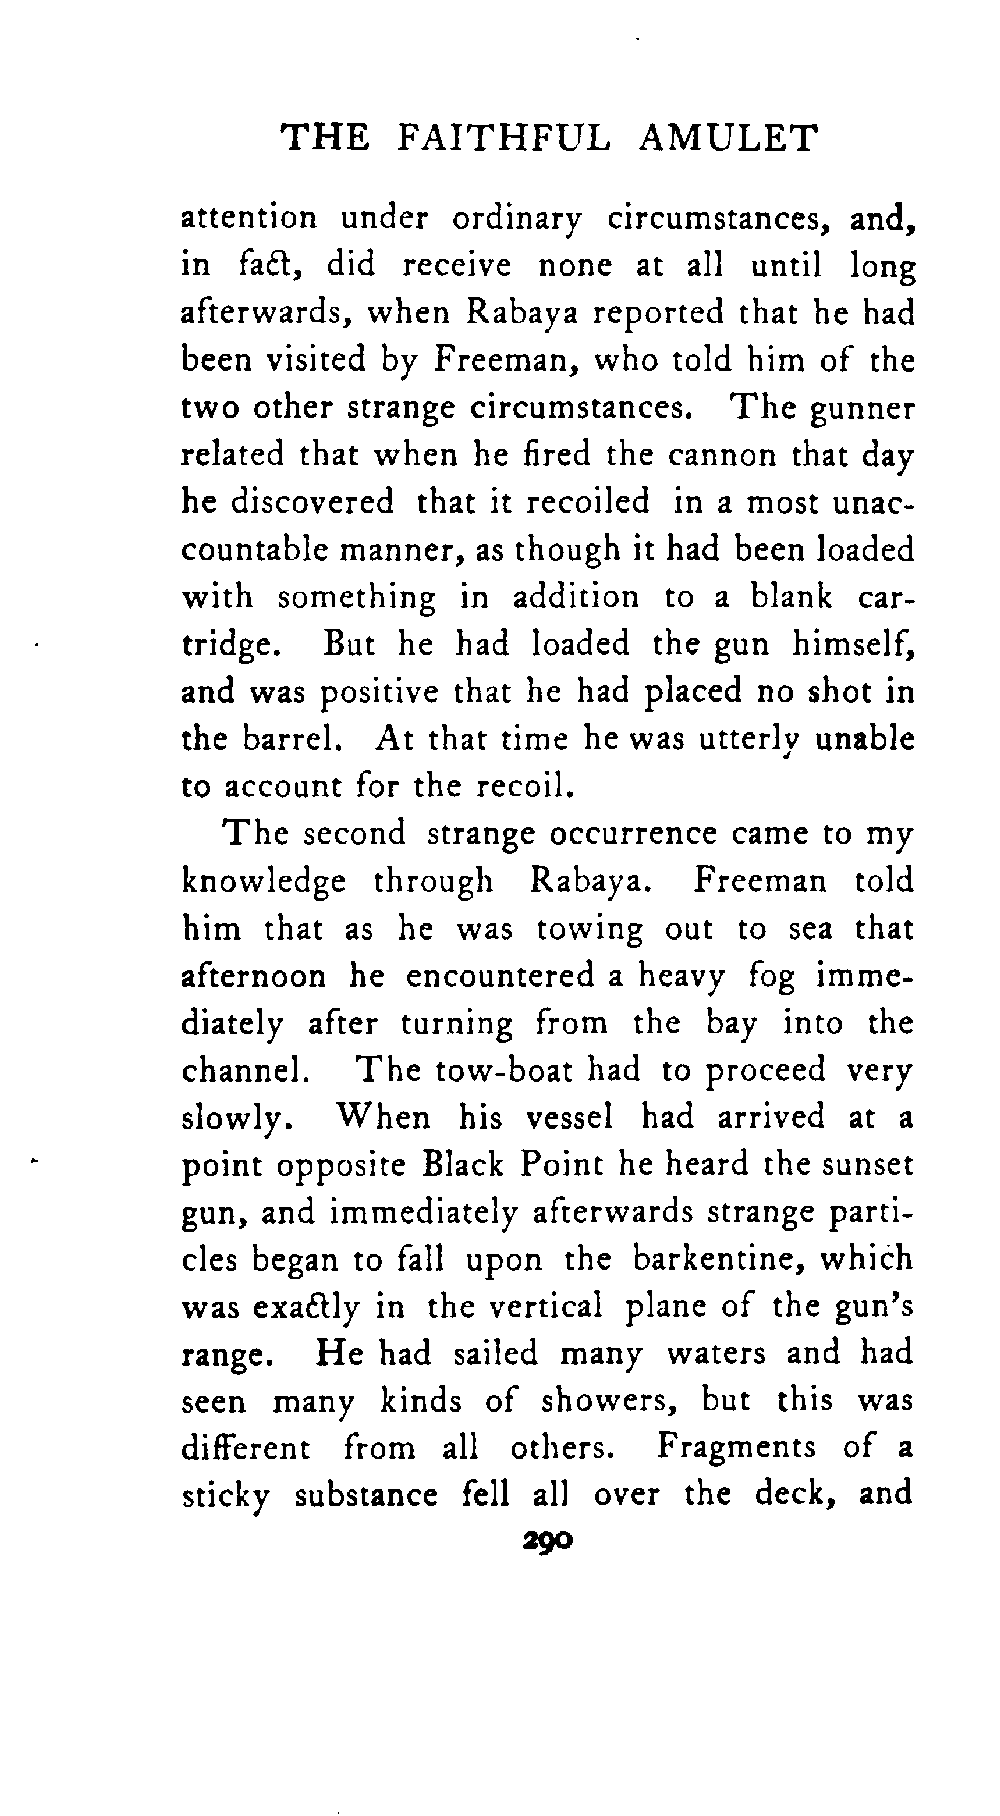 THE FAITHFUL AMULET
attention under ordinary circumstances, and,
in fact, did receive none at all until long
afterwards, when Rabaya reported that he had
been visited by Freeman, who told him of the
two other strange circumstances. The gunner
related that when he fired the cannon that day
he discovered that it recoiled in a most unac-
countable manner, as though it had been loaded
with something in addition to a blank car-
tridge. But he had loaded the gun himself,
and was positive that he had placed no shot in
the barrel. At that time he was utterly unable
to account for the recoil.
The second strange occurrence came to my
knowledge through Rabaya. Freeman told
him that as he was towing out to sea that
afternoon he encountered a heavy fog imme-
diately after turning from the bay into the
channel. The tow-boat had to proceed very
slowly. When his vessel had arrived at a
point opposite Black Point he heard the sunset
gun, and immediately afterwards strange parti-
cles began to fall upon the barkentine, which
was exactly in the vertical plane of the gun's
range. He had sailed many waters and had
seen many kinds of showers, but this was
different from all others. Fragments of a
sticky substance fell all over the deck, and
290